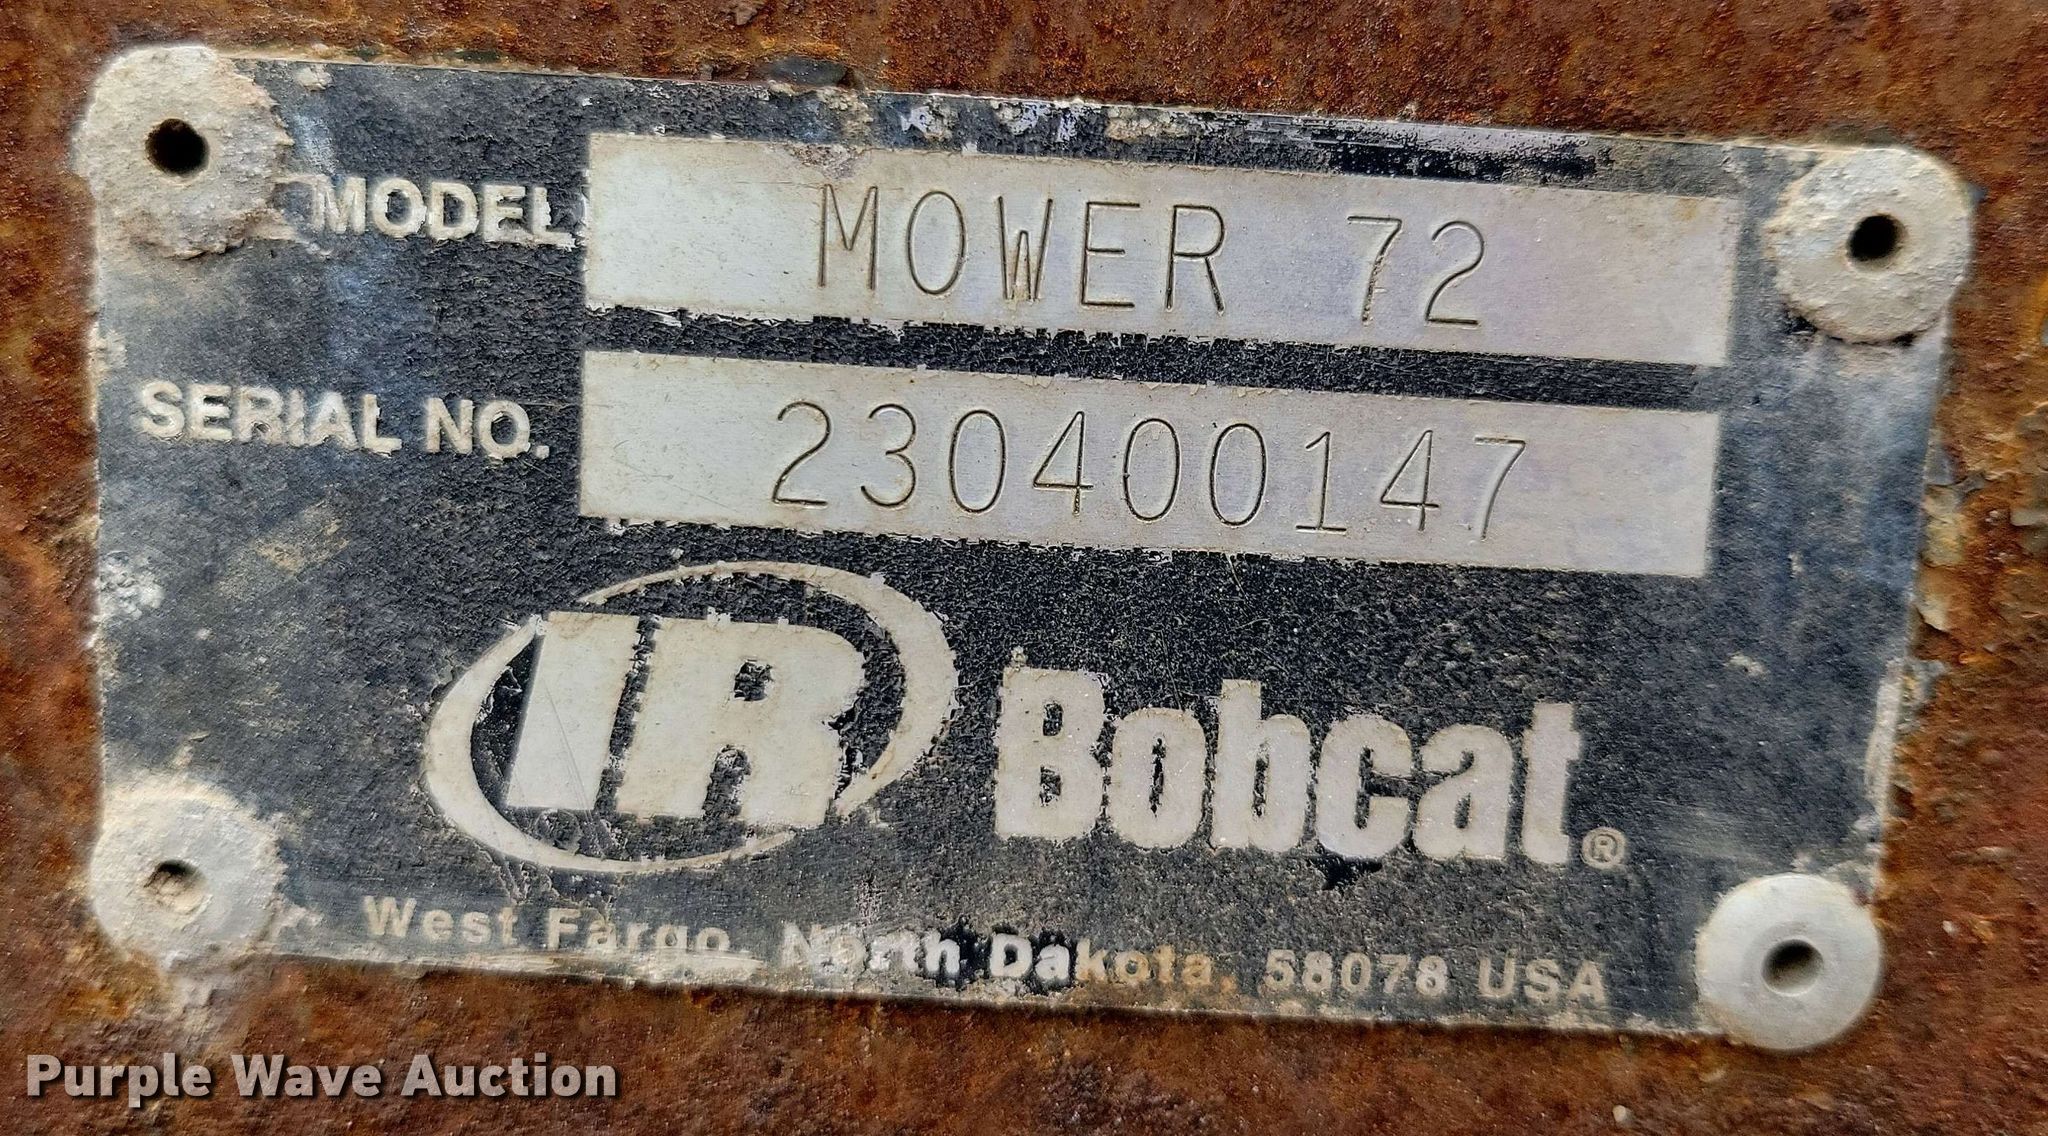 MODEL MOWER 72
SERIAL NO. 230400147
IR Bobcat®
West Fargo, North Dakota, 58078 USA
Purple Wave Auction